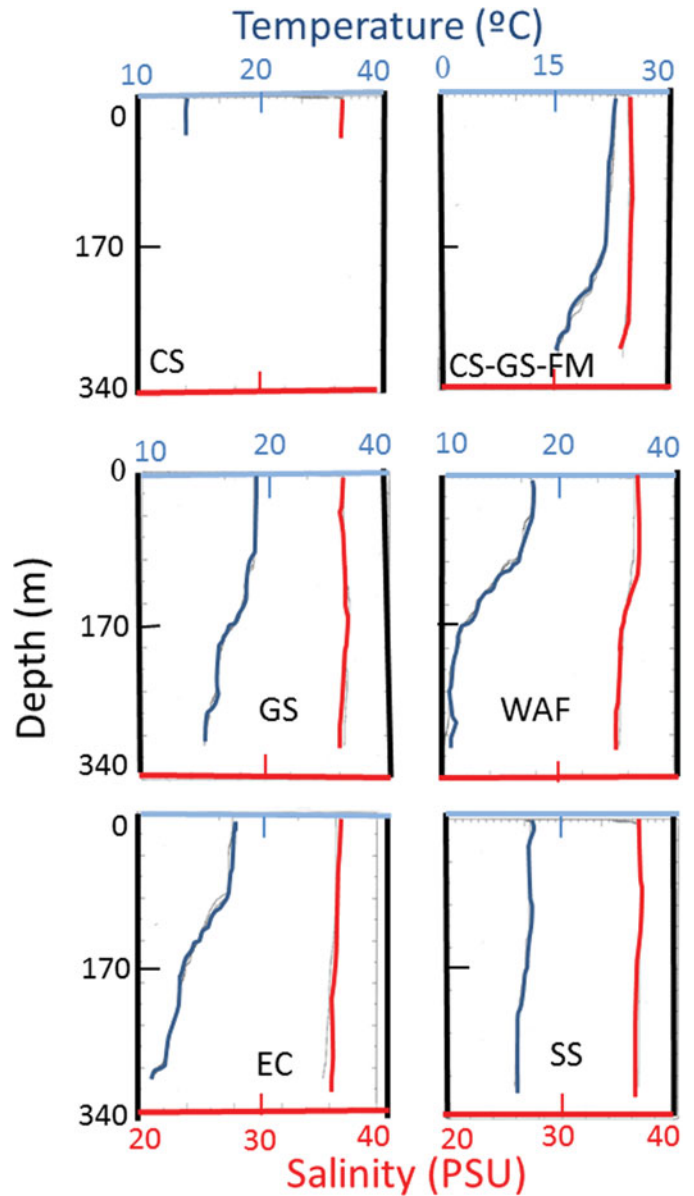 Temperature (ºC)
10 20 40 0 15 30
0
170
CS CS-GS-FM
340
10 20 40 10 20 40
0
Depth (m)
170
GS WAF
340
0
170
EC SS
340
20 30 40 20 30 40
Salinity (PSU)